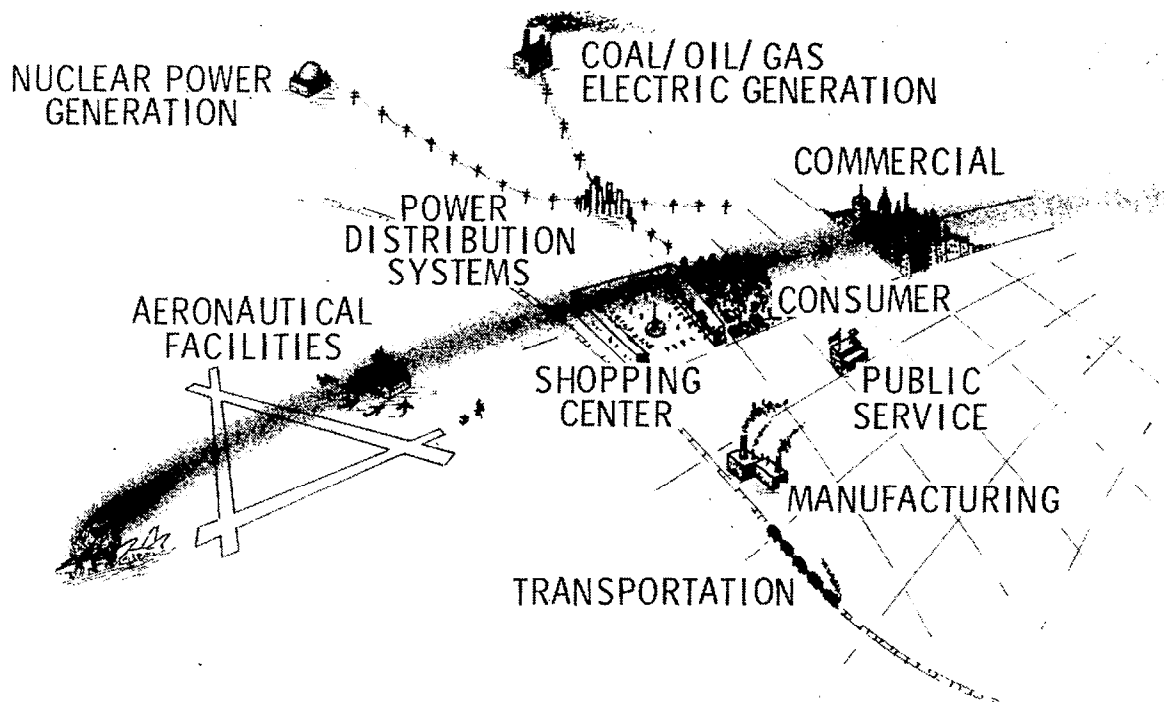 NUCLEAR POWER
GENERATION
COAL/OIL/GAS
ELECTRIC GENERATION
COMMERCIAL
POWER
DISTRIBUTION
SYSTEMS
CONSUMER
AERONAUTICAL
FACILITIES
SHOPPING
CENTER
PUBLIC
SERVICE
MANUFACTURING
TRANSPORTATION